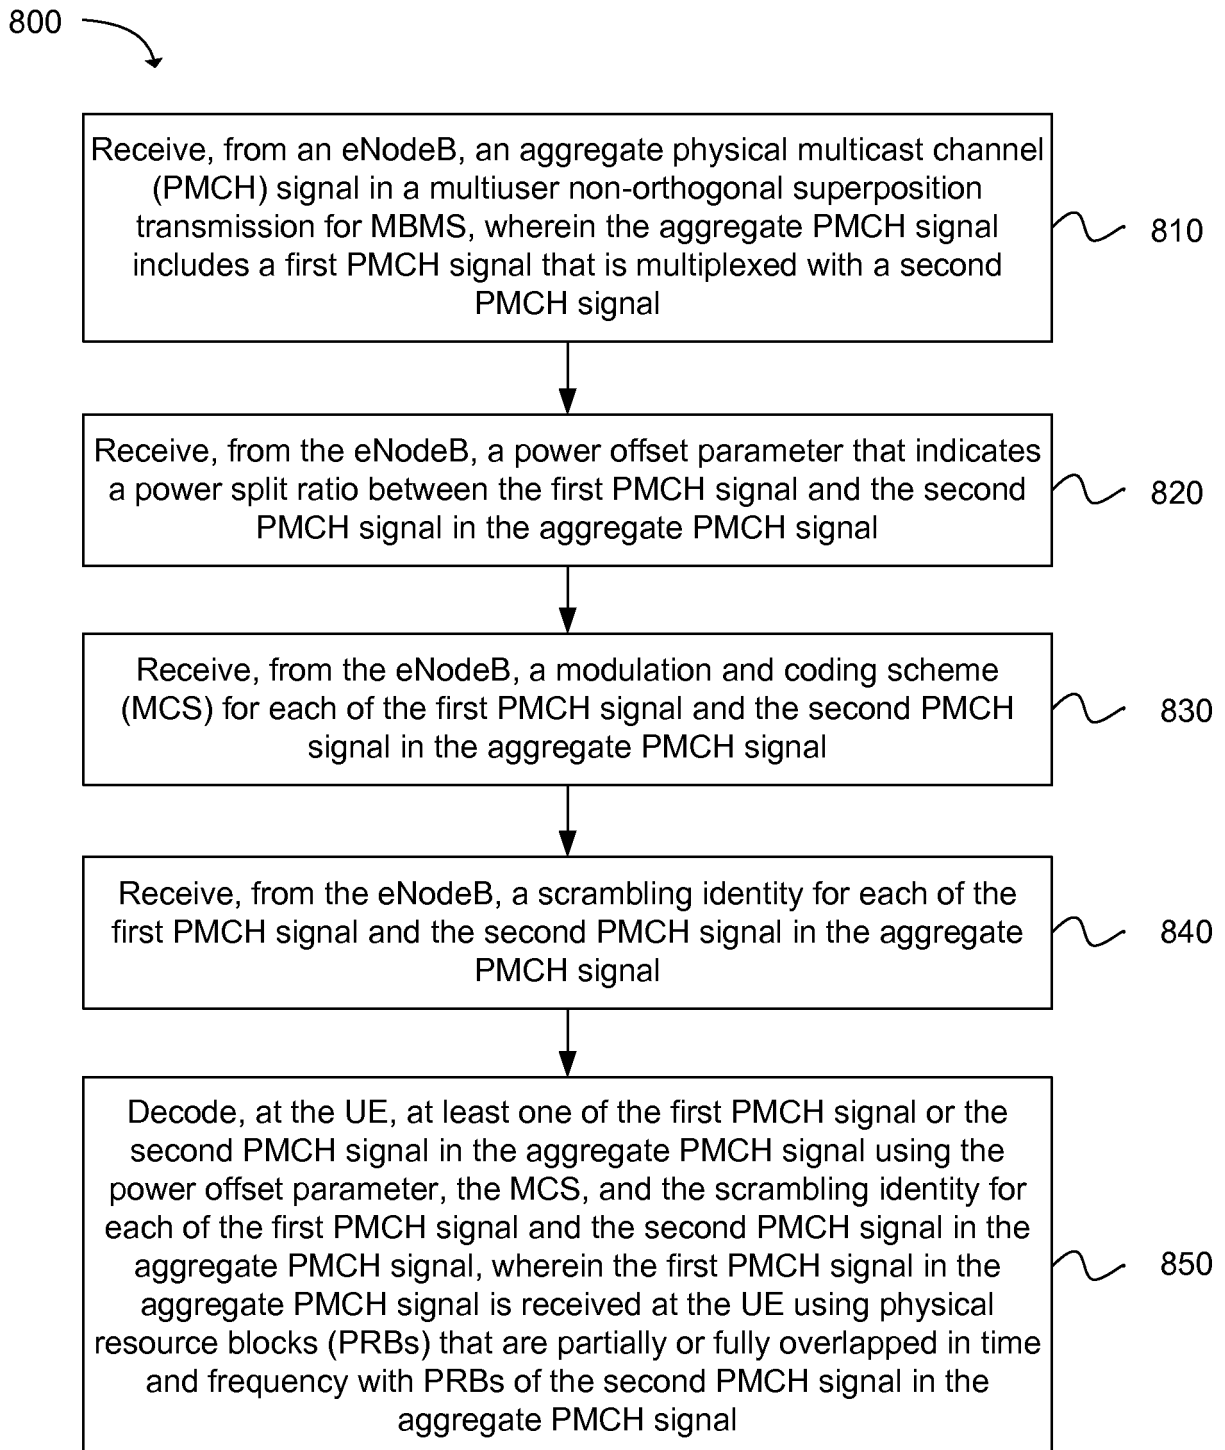 800
Receive, from an eNodeB, an aggregate physical multicast channel
(PMCH) signal in a multiuser non-orthogonal superposition
transmission for MBMS, wherein the aggregate PMCH signal
includes a first PMCH signal that is multiplexed with a second
PMCH signal
810
Receive, from the eNodeB, a power offset parameter that indicates
a power split ratio between the first PMCH signal and the second
PMCH signal in the aggregate PMCH signal
820
Receive, from the eNodeB, a modulation and coding scheme
(MCS) for each of the first PMCH signal and the second PMCH
signal in the aggregate PMCH signal
830
Receive, from the eNodeB, a scrambling identity for each of the
first PMCH signal and the second PMCH signal in the aggregate
PMCH signal
840
Decode, at the UE, at least one of the first PMCH signal or the
second PMCH signal in the aggregate PMCH signal using the
power offset parameter, the MCS, and the scrambling identity for
each of the first PMCH signal and the second PMCH signal in the
aggregate PMCH signal, wherein the first PMCH signal in the
aggregate PMCH signal is received at the UE using physical
resource blocks (PRBs) that are partially or fully overlapped in time
and frequency with PRBs of the second PMCH signal in the
aggregate PMCH signal
850